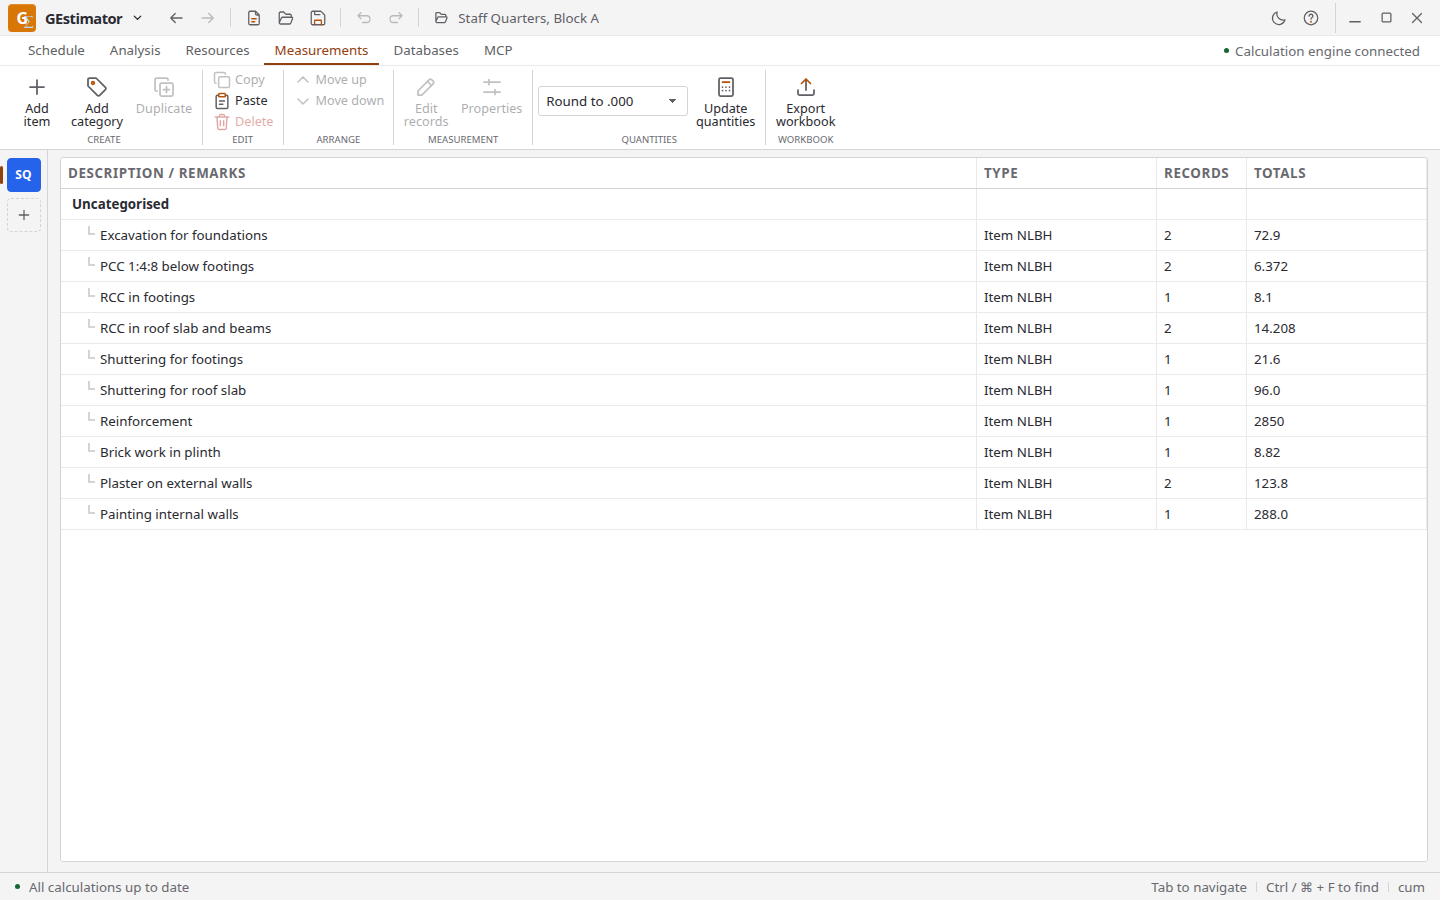 GEstimator
Staff Quarters, Block A
Schedule Analysis Resources Measurements Databases MCP
Calculation engine connected
Add item
Add category
Duplicate
CREATE
Copy
Paste
Delete
EDIT
Move up
Move down
ARRANGE
Edit records
Properties
MEASUREMENT
Round to .000
Update quantities
QUANTITIES
Export workbook
WORKBOOK
SQ
DESCRIPTION / REMARKS TYPE RECORDS TOTALS
Uncategorised
Excavation for foundations Item NLBH 2 72.9
PCC 1:4:8 below footings Item NLBH 2 6.372
RCC in footings Item NLBH 1 8.1
RCC in roof slab and beams Item NLBH 2 14.208
Shuttering for footings Item NLBH 1 21.6
Shuttering for roof slab Item NLBH 1 96.0
Reinforcement Item NLBH 1 2850
Brick work in plinth Item NLBH 1 8.82
Plaster on external walls Item NLBH 2 123.8
Painting internal walls Item NLBH 1 288.0
All calculations up to date
Tab to navigate Ctrl / ⌘ + F to find cum